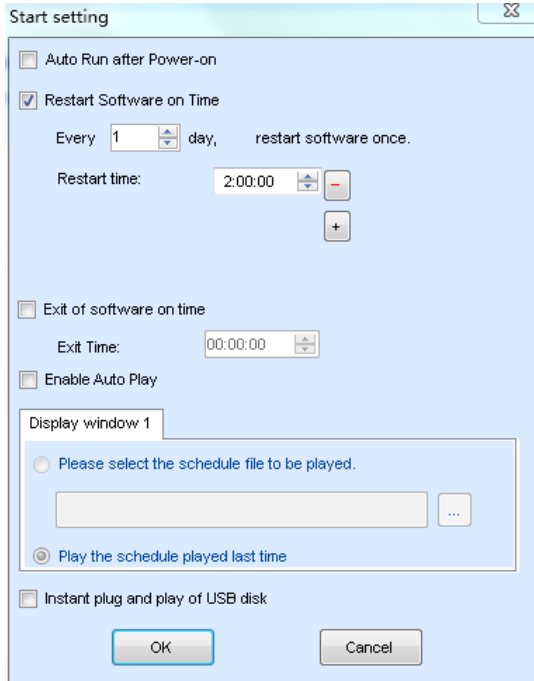 Start setting
Auto Run after Power-on
Restart Software on Time
Every 1 day, restart software once.
Restart time: 2:00:00 -
+
Exit of software on time
Exit Time: 00:00:00
Enable Auto Play
Display window 1
Please select the schedule file to be played.
...
Play the schedule played last time
Instant plug and play of USB disk
OK Cancel